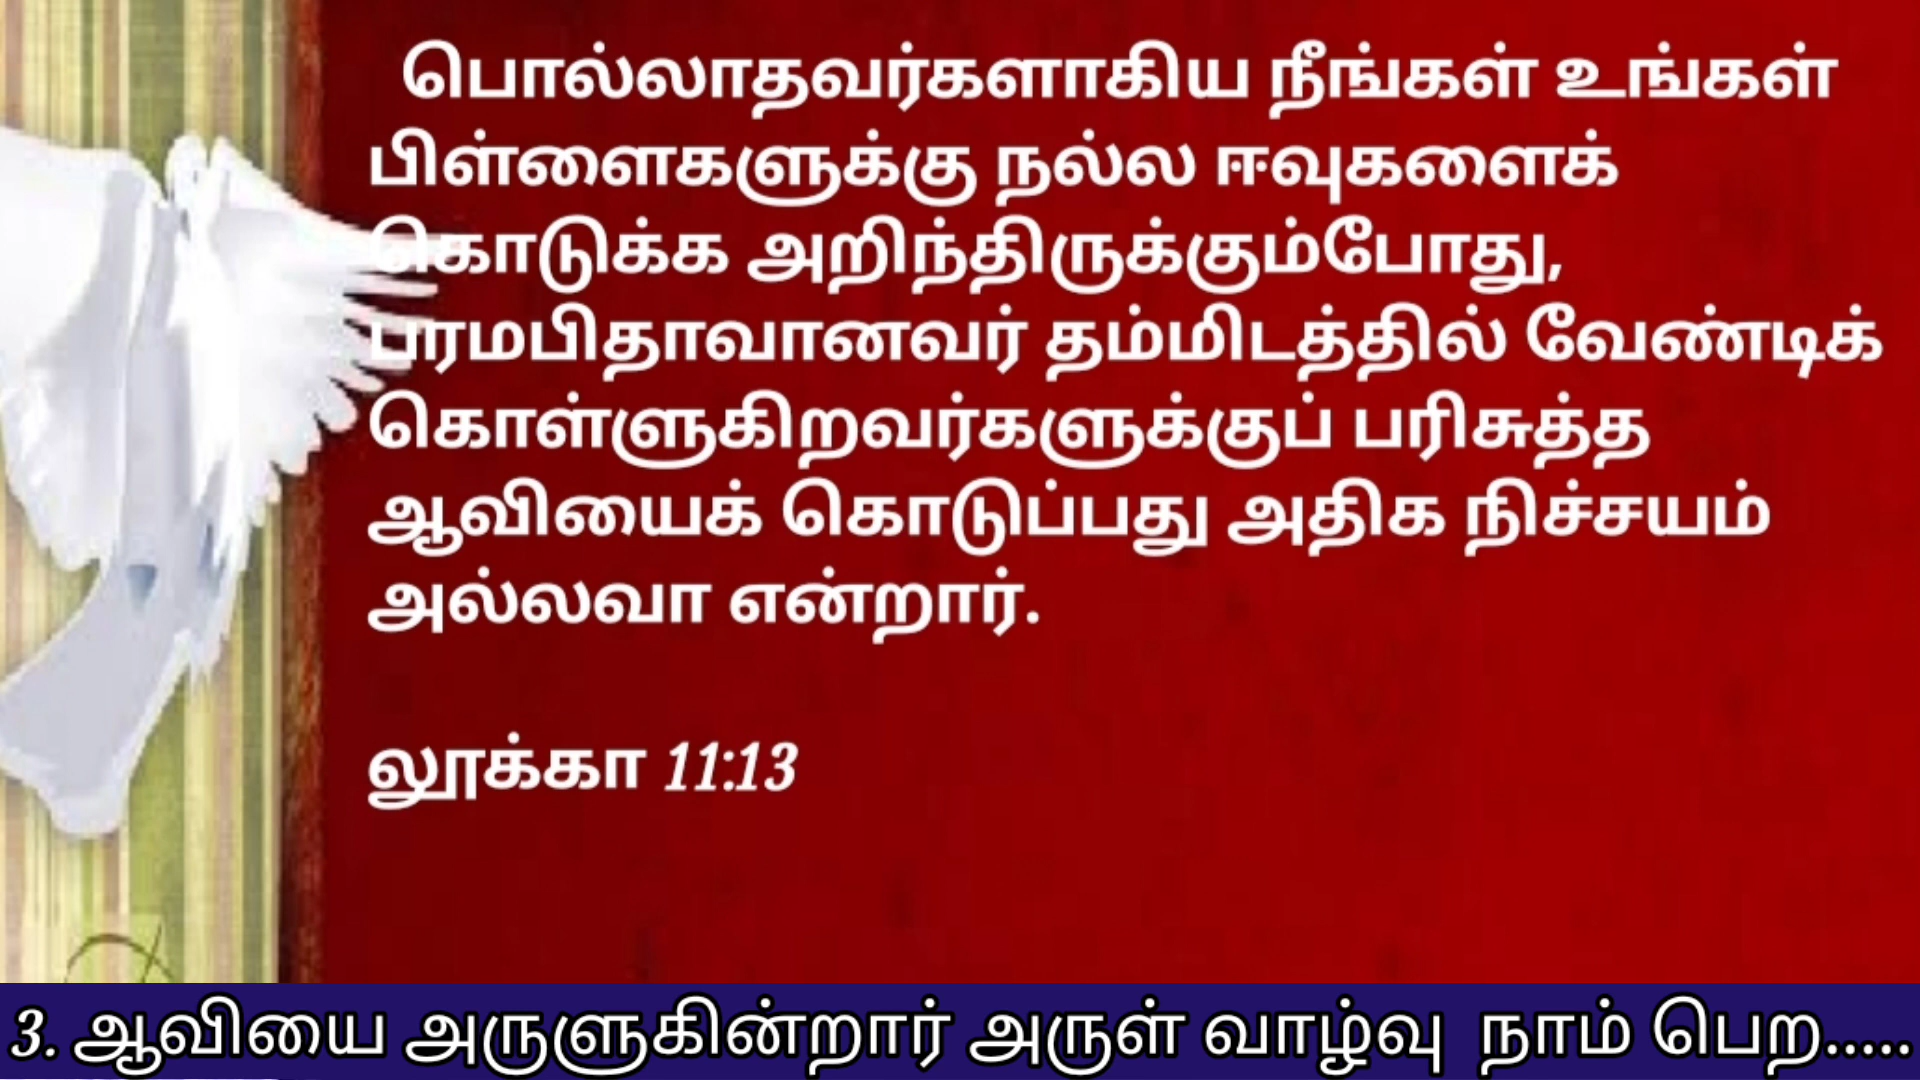 பொல்லாதவர்களாகிய நீங்கள் உங்கள்
பிள்ளைகளுக்கு நல்ல ஈவுகளைக்
கொடுக்க அறிந்திருக்கும்போது,
பரமபிதாவானவர் தம்மிடத்தில் வேண்டிக்
கொள்ளுகிறவர்களுக்குப் பரிசுத்த
ஆவியைக் கொடுப்பது அதிக நிச்சயம்
அல்லவா என்றார்.
லூக்கா 11:13
3. ஆவியை அருளுகின்றார் அருள் வாழ்வு நாம் பெற.....